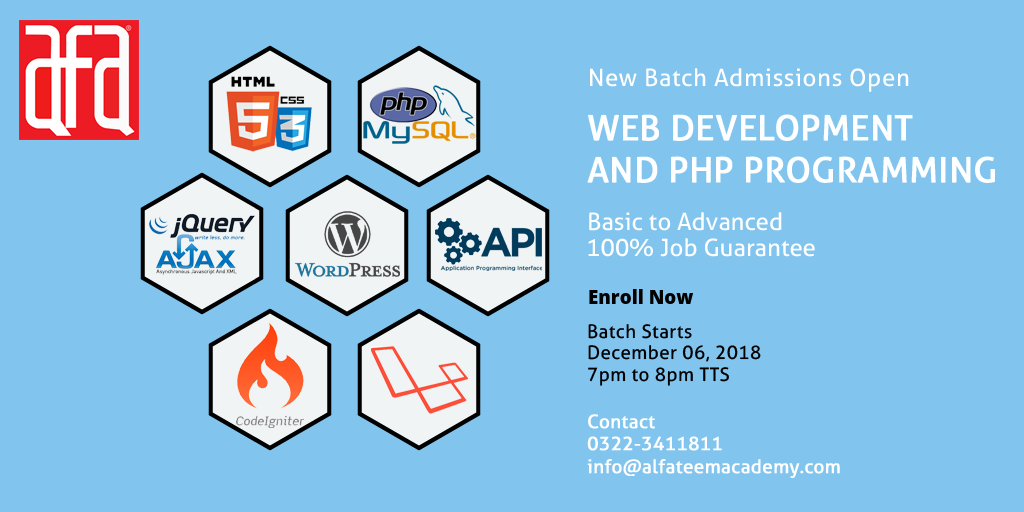 afa
®
New Batch Admissions Open
WEB DEVELOPMENT
AND PHP PROGRAMMING
Basic to Advanced
100% Job Guarantee
Enroll Now
Batch Starts
December 06, 2018
7pm to 8pm TTS
Contact
0322-3411811
info@alfateemacademy.com
HTML
5
CSS
3
php
MySQL®
jQuery
write less, do more.
AJAX
Asynchronous Javascript And XML
W
WORDPRESS
API
Application Programming Interface
CodeIgniter